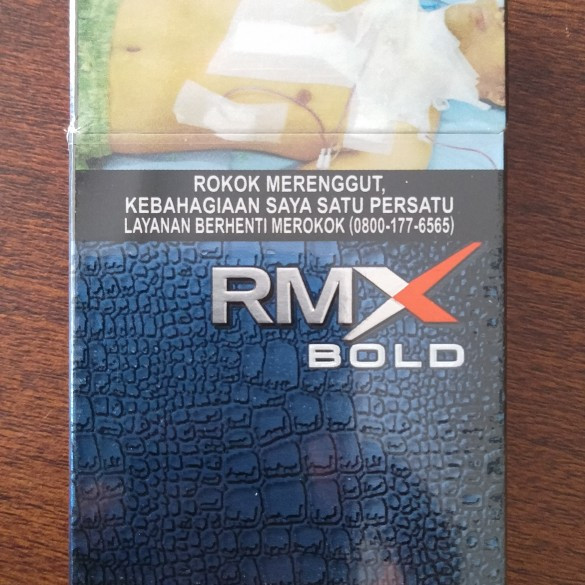 ROKOK MERENGGUT,
KEBAHAGIAAN SAYA SATU PERSATU
LAYANAN BERHENTI MEROKOK (0800-177-6565)
RMX
BOLD